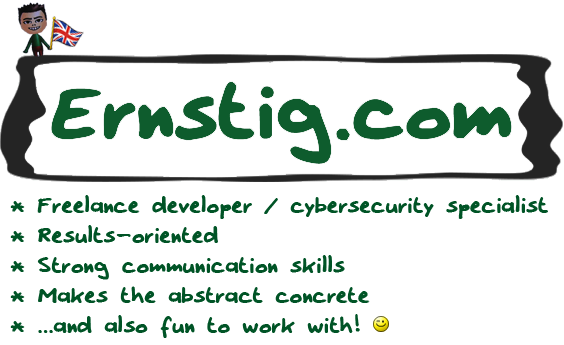 Ernstig.com
* Freelance developer / cybersecurity specialist
* Results-oriented
* Strong communication skills
* Makes the abstract concrete
* ...and also fun to work with!